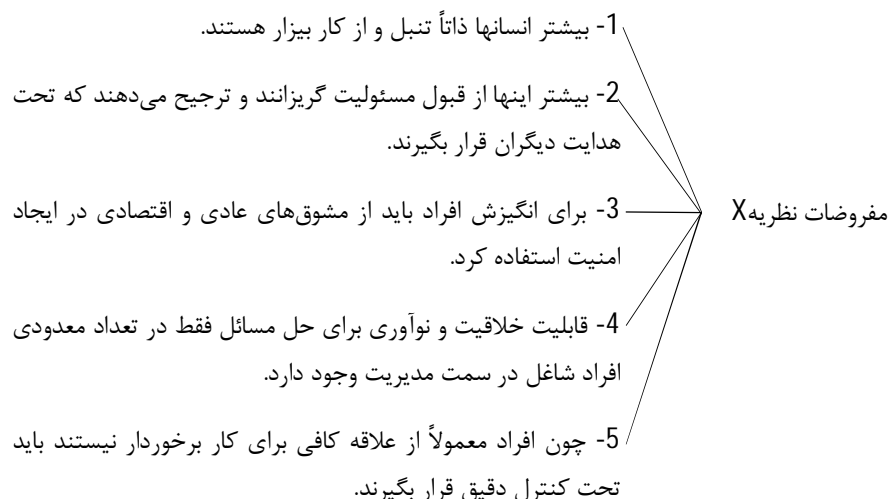 1- بیشتر انسانها ذاتاً تنبل و از کار بیزار هستند.
2- بیشتر اینها از قبول مسئولیت گریزانند و ترجیح می‌دهند که تحت
هدایت دیگران قرار بگیرند.
مفروضات نظریهX
3- برای انگیزش افراد باید از مشوق‌های عادی و اقتصادی در ایجاد
امنیت استفاده کرد.
4- قابلیت خلاقیت و نوآوری برای حل مسائل فقط در تعداد معدودی
افراد شاغل در سمت مدیریت وجود دارد.
5- چون افراد معمولاً از علاقه کافی برای کار برخوردار نیستند باید
تحت کنترل دقیق قرار بگیرند.